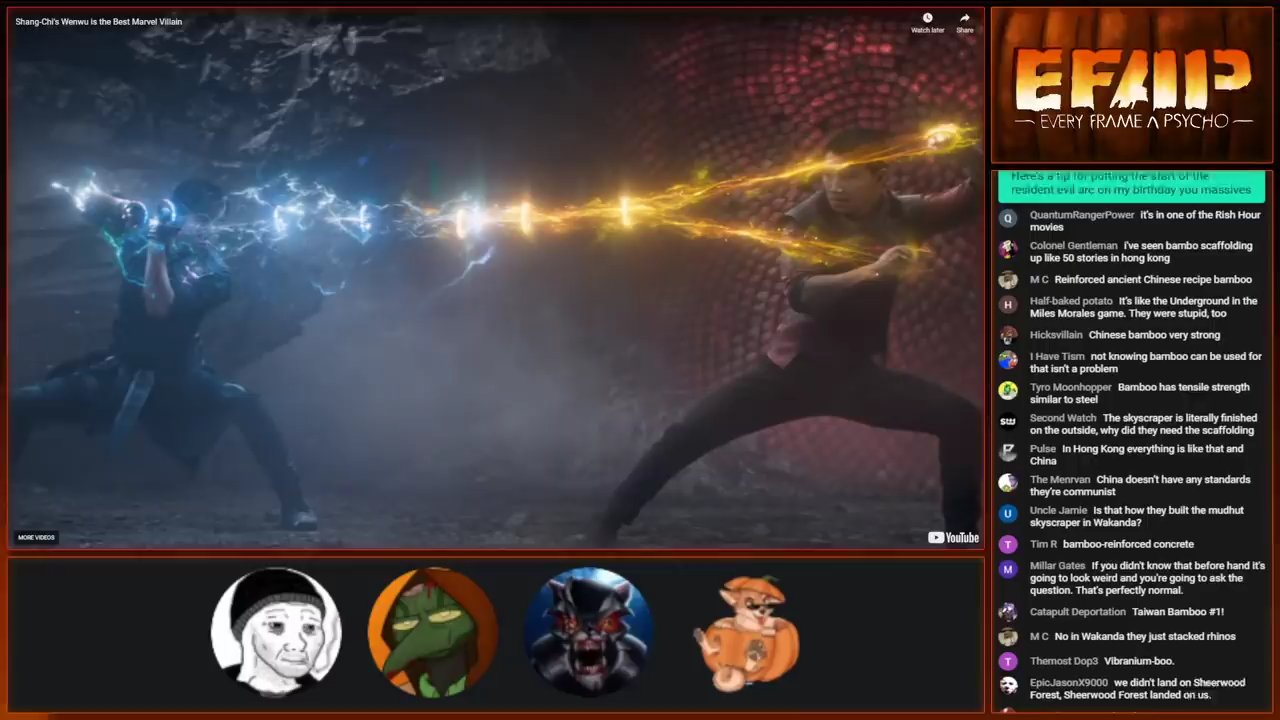 Shang-Chi's Wenwu is the Best Marvel Villain
Watch later
Share
MORE VIDEOS
YouTube
EFAP
EVERY FRAME A PSYCHO
Here's a tip for putting the start of the
resident evil arc on my birthday you massives
Q
QuantumRangerPower it's in one of the Rish Hour
movies
Colonel Gentleman i've seen bambo scaffolding
up like 50 stories in hong kong
M C Reinforced ancient Chinese recipe bamboo
H
Half-baked potato It's like the Underground in the
Miles Morales game. They were stupid, too
Hicksvillain Chinese bamboo very strong
I Have Tism not knowing bamboo can be used for
that isn't a problem
Tyro Moonhopper Bamboo has tensile strength
similar to steel
SW
Second Watch The skyscraper is literally finished
on the outside, why did they need the scaffolding
Pulse In Hong Kong everything is like that and
China
The Menrvan China doesn't have any standards
they're communist
U
Uncle Jamie Is that how they built the mudhut
skyscraper in Wakanda?
T
Tim R bamboo-reinforced concrete
M
Millar Gates If you didn't know that before hand it's
going to look weird and you're going to ask the
question. That's perfectly normal.
Catapult Deportation Taiwan Bamboo #1!
M C No in Wakanda they just stacked rhinos
T
Themost Dop3 Vibranium-boo.
EpicJasonX9000 we didn't land on Sherwood
Forest, Sheerwood Forest landed on us.